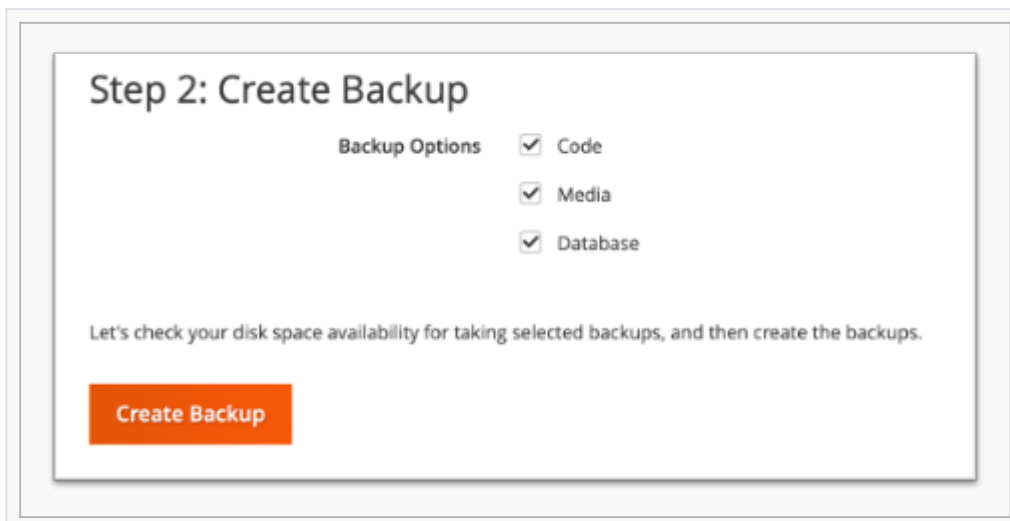 Step 2: Create Backup
Backup Options Code
Media
Database
Let's check your disk space availability for taking selected backups, and then create the backups.
Create Backup